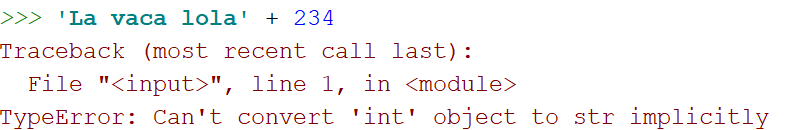 >>> 'La vaca lola' + 234
Traceback (most recent call last):
  File "<input>", line 1, in <module>
TypeError: Can't convert 'int' object to str implicitly